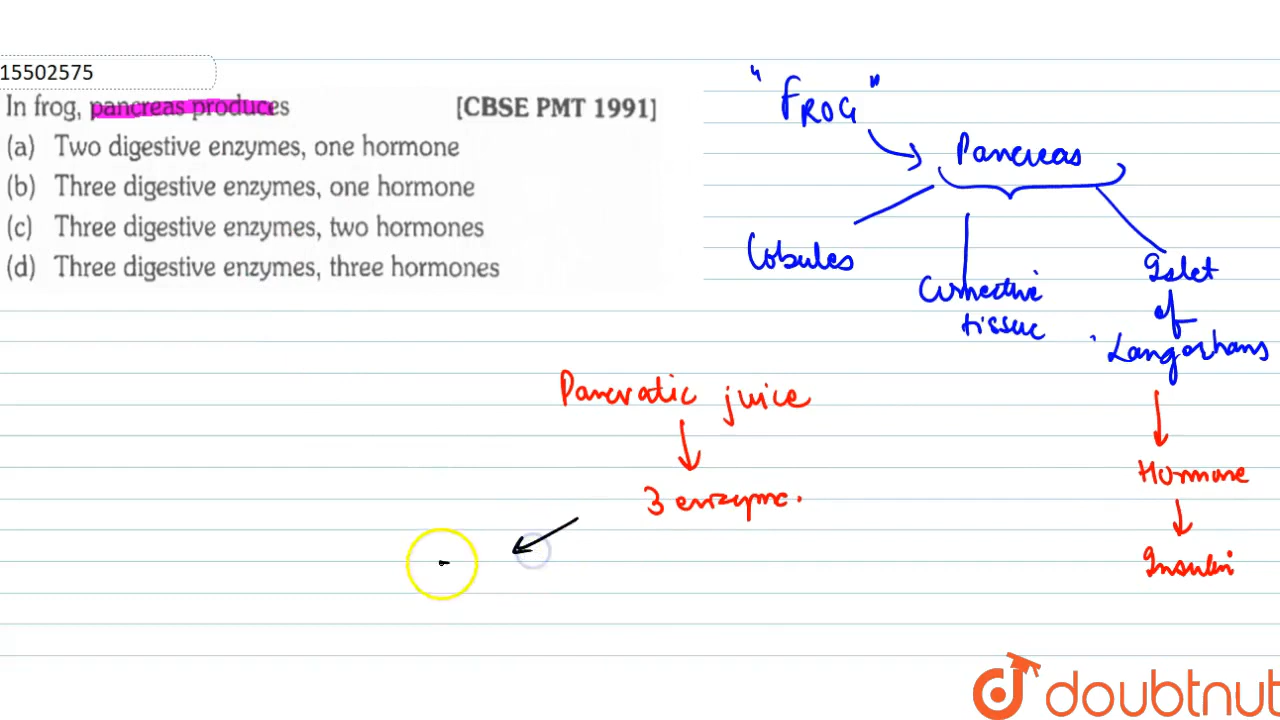 15502575
In frog, pancreas produces [CBSE PMT 1991]
(a) Two digestive enzymes, one hormone
(b) Three digestive enzymes, one hormone
(c) Three digestive enzymes, two hormones
(d) Three digestive enzymes, three hormones
"FROG"
Pancreas
Lobules
Connective
tissue
Islet
of
Langerhans
Pancratic juice
3 enzyme.
Hormone
Insulin
doubtnut